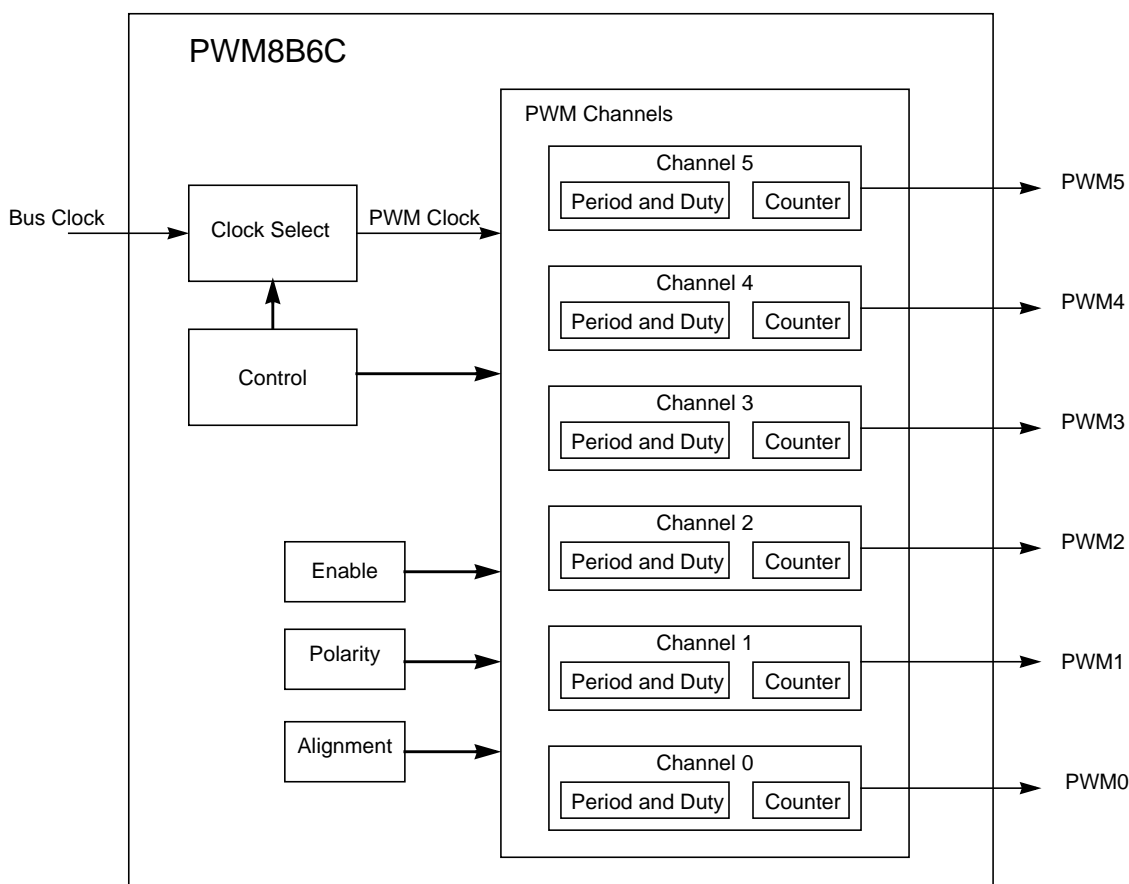 PWM8B6C
PWM Channels
Channel 5
Period and Duty
Counter
PWM5
Bus Clock
Clock Select
PWM Clock
Channel 4
Period and Duty
Counter
PWM4
Control
Channel 3
Period and Duty
Counter
PWM3
Channel 2
Period and Duty
Counter
PWM2
Enable
Channel 1
Period and Duty
Counter
PWM1
Polarity
Alignment
Channel 0
Period and Duty
Counter
PWM0